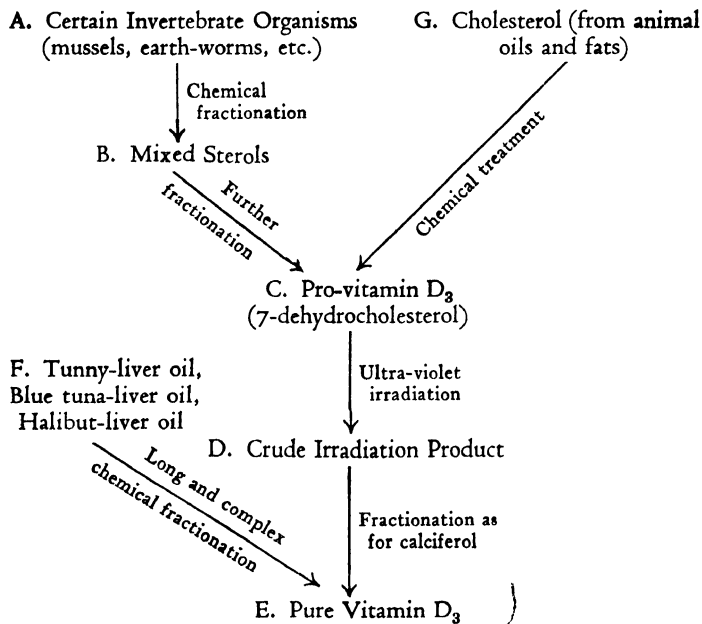 A. Certain Invertebrate Organisms
(mussels, earth-worms, etc.)
G. Cholesterol (from animal
oils and fats)
Chemical
fractionation
Chemical treatment
B. Mixed Sterols
Further
fractionation
C. Pro-vitamin D₃
(7-dehydrocholesterol)
Ultra-violet
irradiation
F. Tunny-liver oil,
Blue tuna-liver oil,
Halibut-liver oil
D. Crude Irradiation Product
Long and complex
chemical fractionation
Fractionation as
for calciferol
E. Pure Vitamin D₃